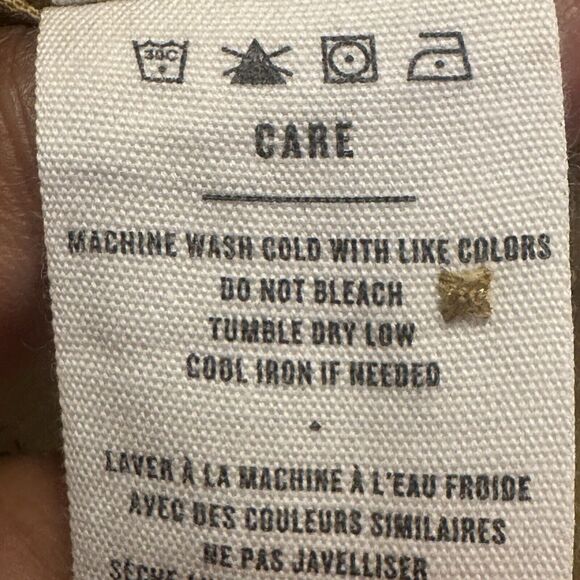 30C
CARE
MACHINE WASH COLD WITH LIKE COLORS
DO NOT BLEACH
TUMBLE DRY LOW
COOL IRON IF NEEDED
LAVER À LA MACHINE À L'EAU FROIDE
AVEC DES COULEURS SIMILAIRES
NE PAS JAVELLISER